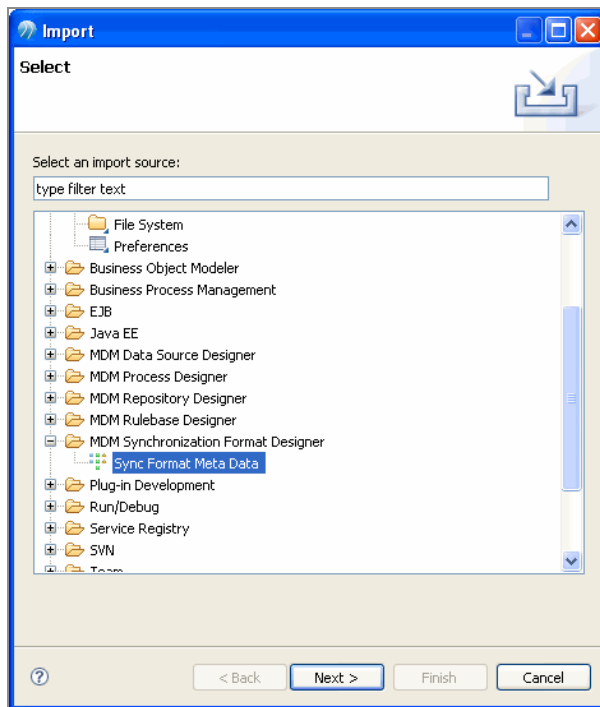 Import
Select
Select an import source:
type filter text
File System
Preferences
Business Object Modeler
Business Process Management
EJB
Java EE
MDM Data Source Designer
MDM Process Designer
MDM Repository Designer
MDM Rulebase Designer
MDM Synchronization Format Designer
Sync Format Meta Data
Plug-in Development
Run/Debug
Service Registry
SVN
Team
?
< Back
Next >
Finish
Cancel